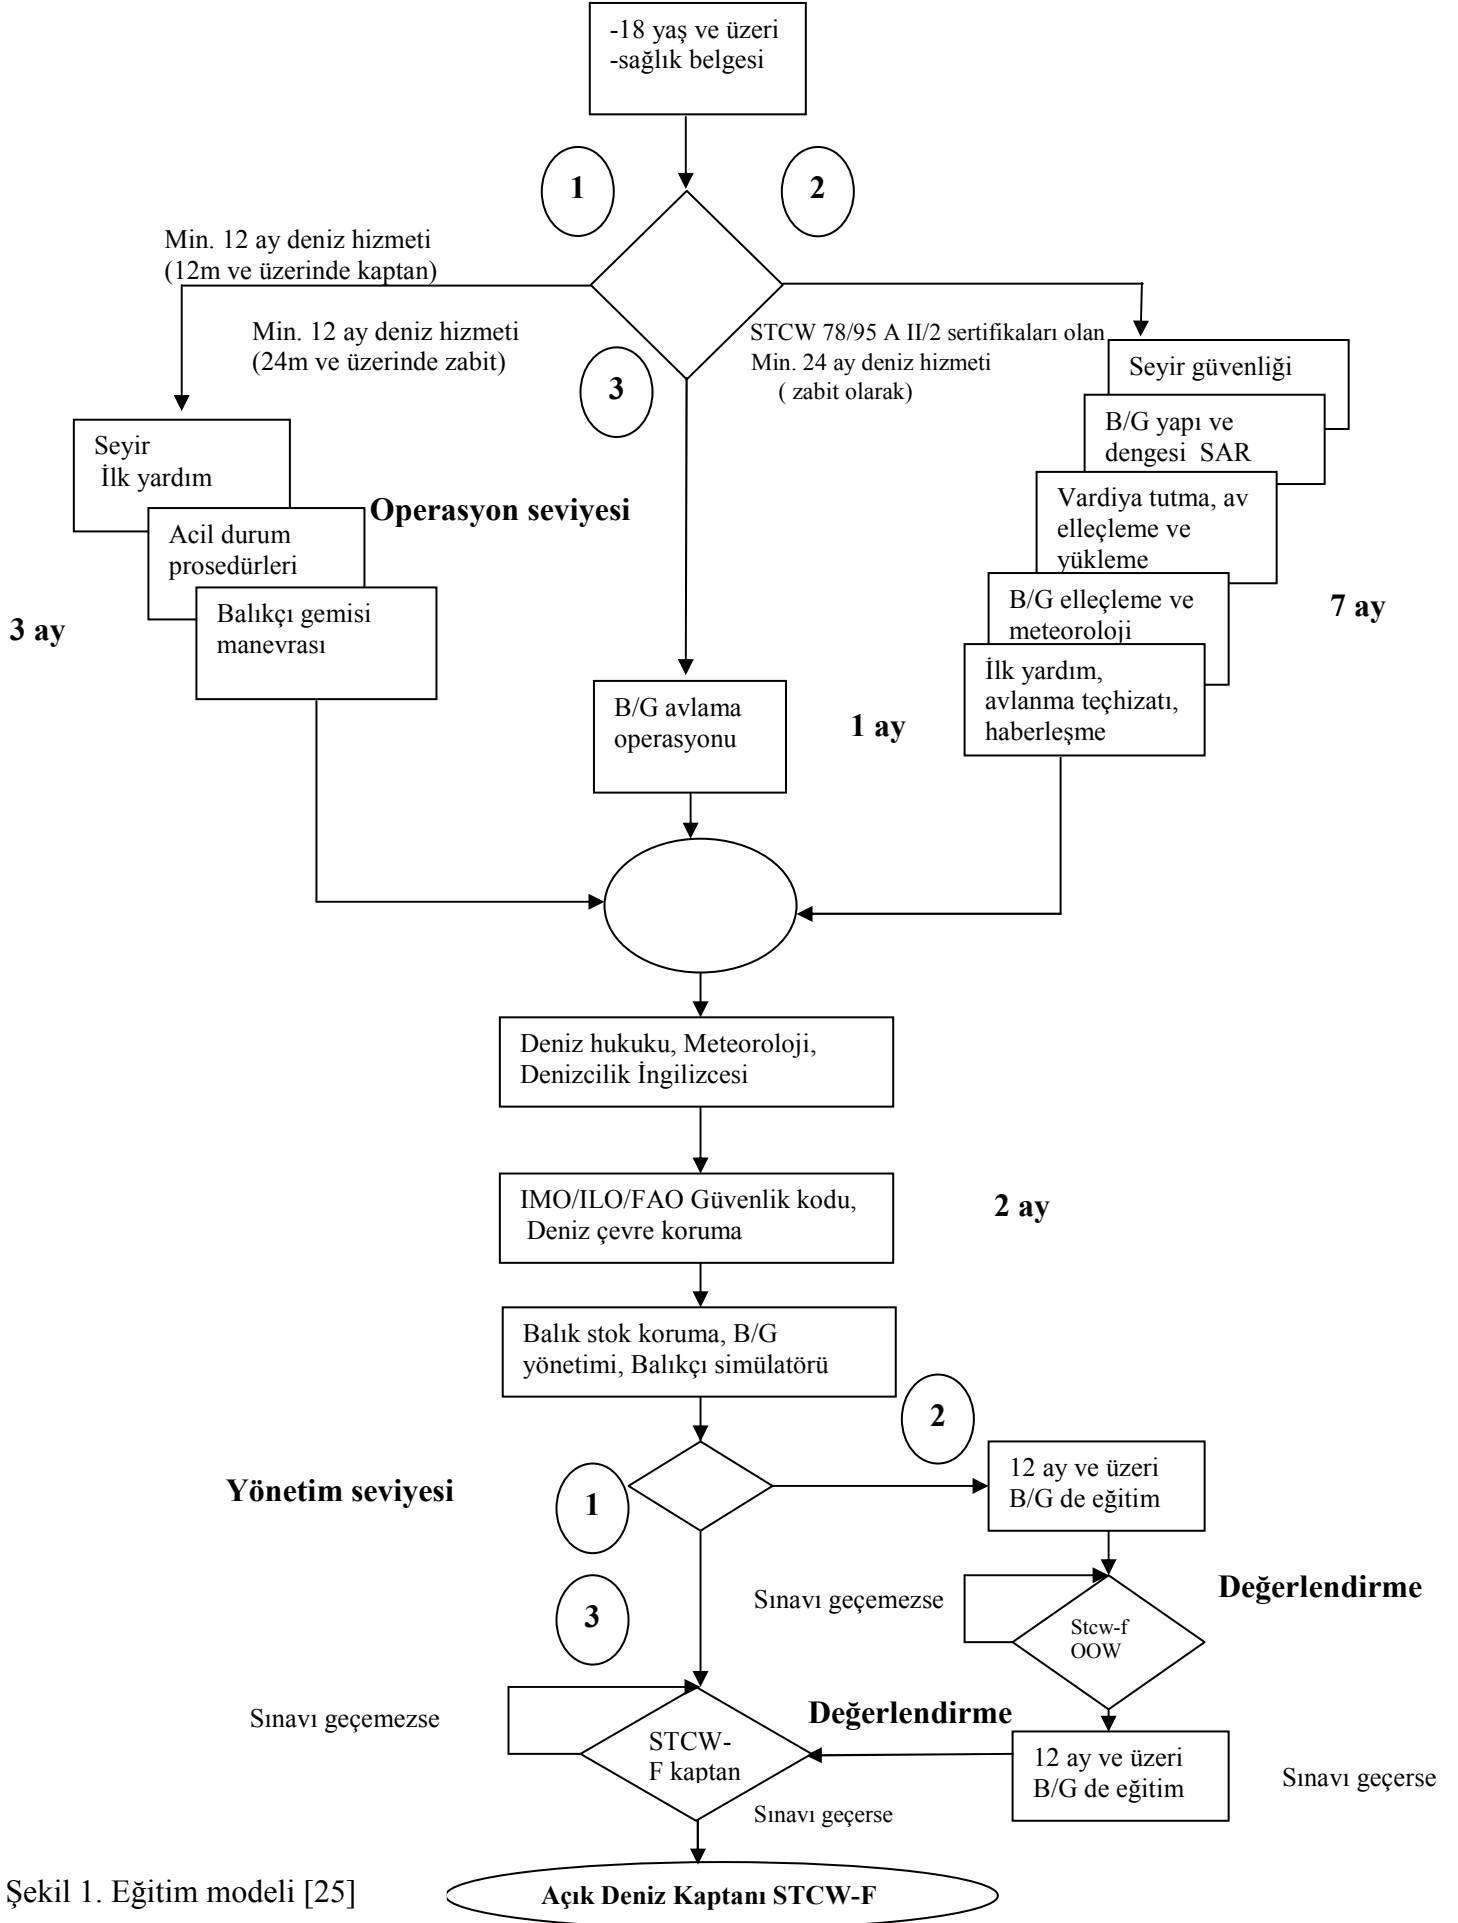 -18 yaş ve üzeri
-sağlık belgesi
1
2
Min. 12 ay deniz hizmeti
(12m ve üzerinde kaptan)
Min. 12 ay deniz hizmeti
(24m ve üzerinde zabit)
3
STCW 78/95 A II/2 sertifikaları olan
Min. 24 ay deniz hizmeti
( zabit olarak)
Seyir
İlk yardım
Acil durum
prosedürleri
Balıkçı gemisi
manevrası
3 ay
Operasyon seviyesi
B/G avlama
operasyonu
1 ay
Seyir güvenliği
B/G yapı ve
dengesi  SAR
Vardiya tutma, av
elleçleme ve
yükleme
B/G elleçleme ve
meteoroloji
İlk yardım,
avlanma teçhizatı,
haberleşme
7 ay
Deniz hukuku, Meteoroloji,
Denizcilik İngilizcesi
IMO/ILO/FAO Güvenlik kodu,
Deniz çevre koruma
2 ay
Balık stok koruma, B/G
yönetimi, Balıkçı simülatörü
Yönetim seviyesi
1
2
3
12 ay ve üzeri
B/G de eğitim
Sınavı geçemezse
Stcw-f
OOW
Değerlendirme
Sınavı geçemezse
STCW-
F kaptan
Değerlendirme
12 ay ve üzeri
B/G de eğitim
Sınavı geçerse
Sınavı geçerse
Açık Deniz Kaptanı STCW-F
Şekil 1. Eğitim modeli [25]